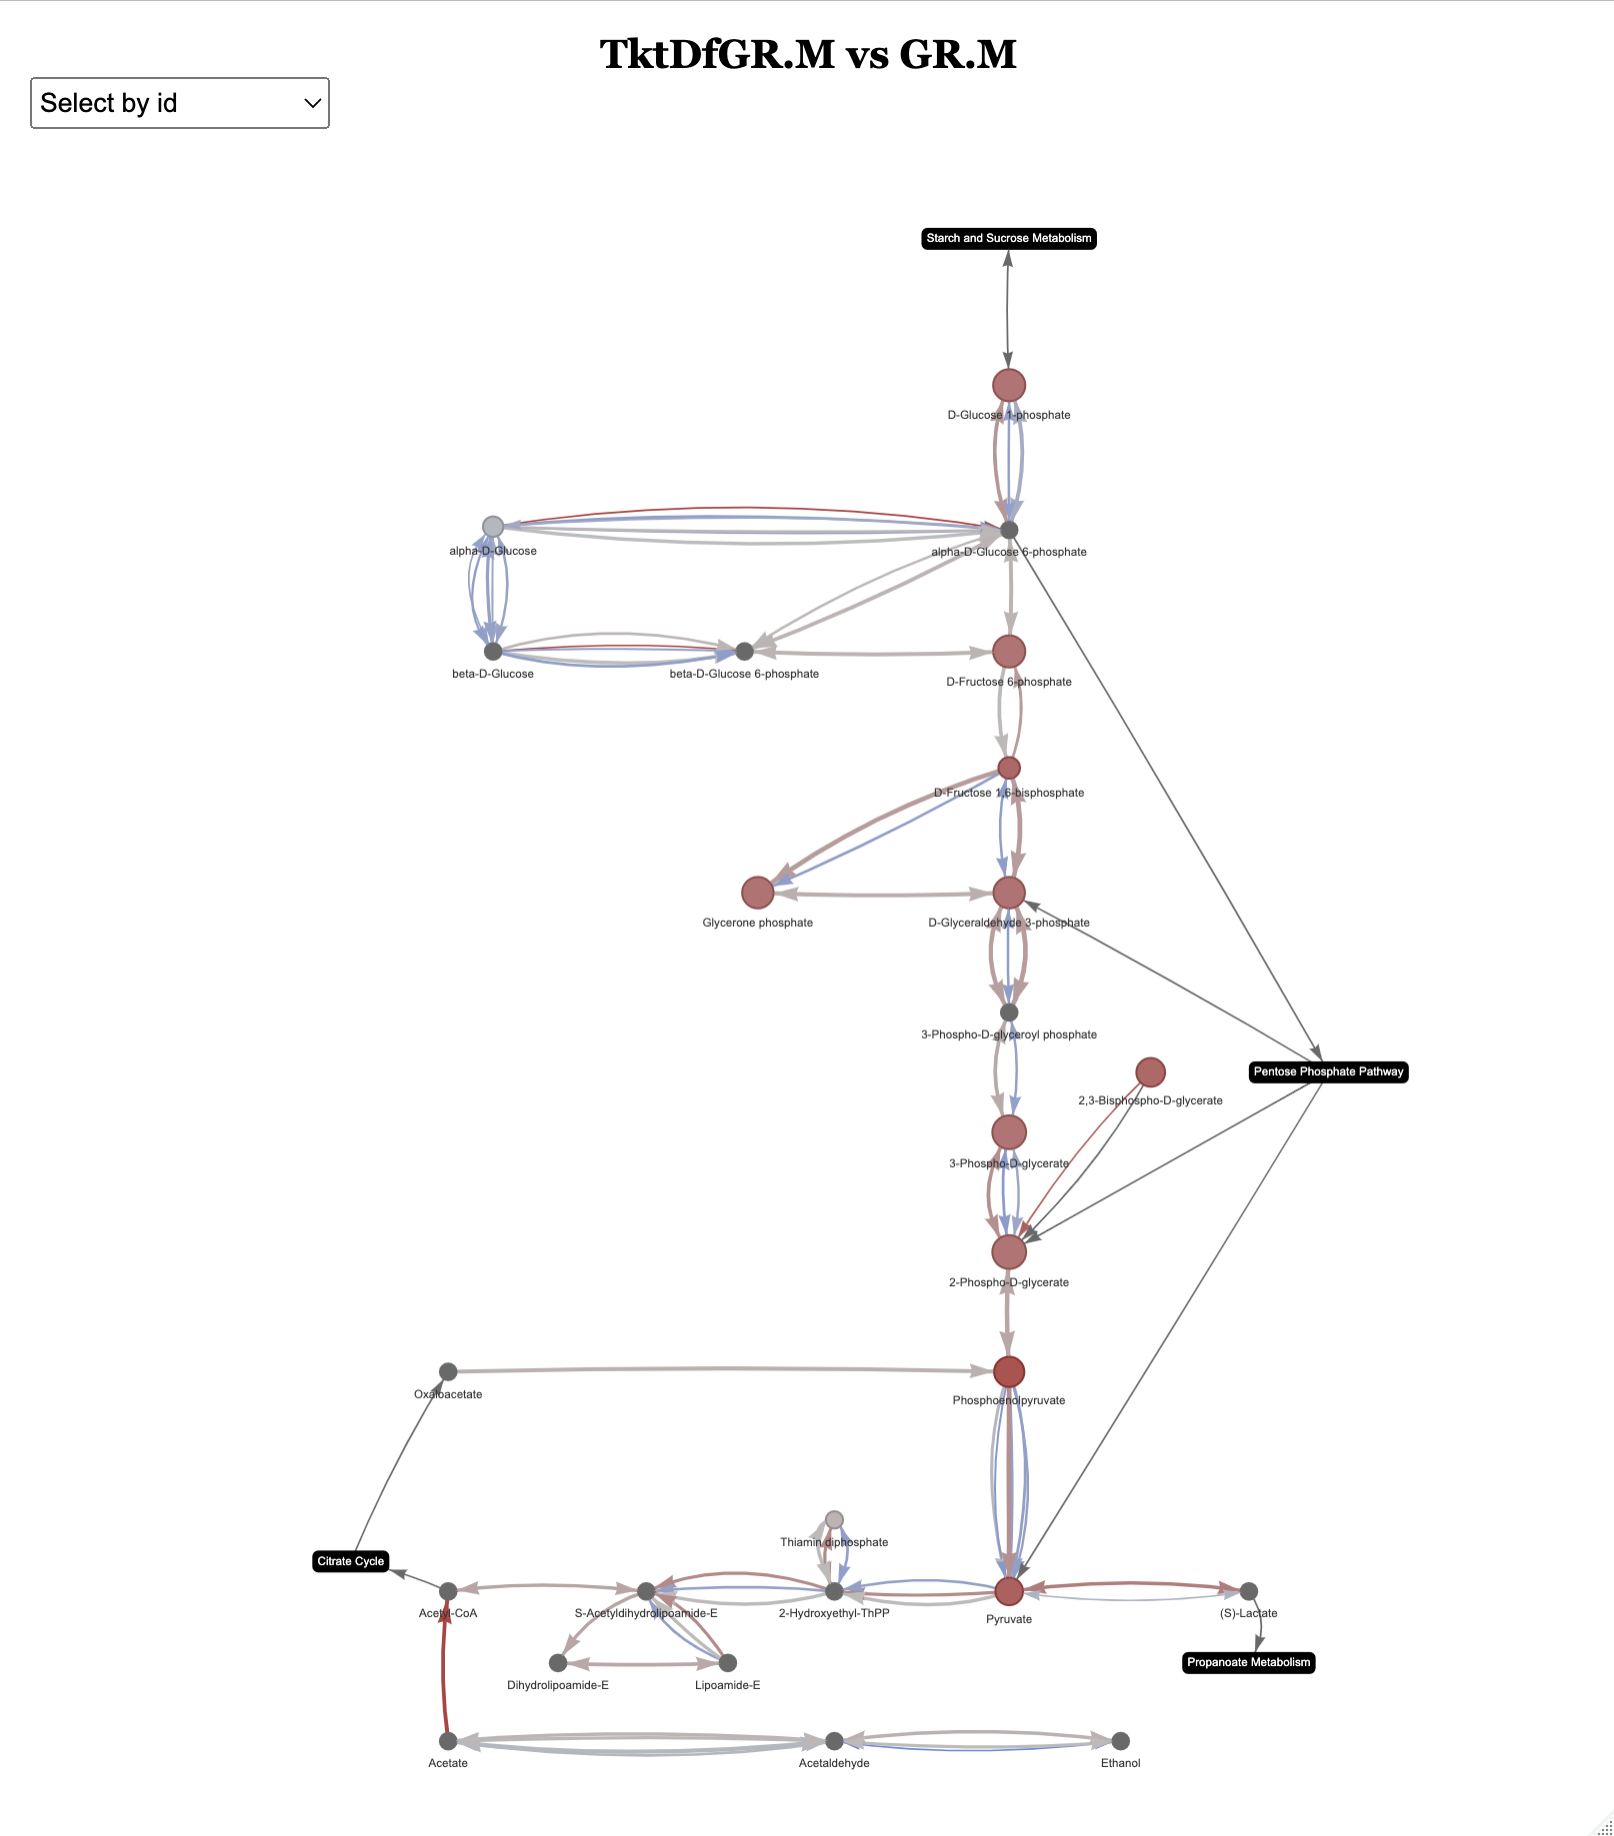 TktDfGR.M vs GR.M
Select by id
Starch and Sucrose Metabolism
D-Glucose 1-phosphate
alpha-D-Glucose
alpha-D-Glucose 6-phosphate
beta-D-Glucose
beta-D-Glucose 6-phosphate
D-Fructose 6-phosphate
D-Fructose 1,6-bisphosphate
Glycerone phosphate
D-Glyceraldehyde 3-phosphate
3-Phospho-D-glyceroyl phosphate
Pentose Phosphate Pathway
2,3-Bisphospho-D-glycerate
3-Phospho-D-glycerate
2-Phospho-D-glycerate
Oxaloacetate
Phosphoenolpyruvate
Thiamin diphosphate
Citrate Cycle
Acetyl-CoA
S-Acetyldihydrolipoamide-E
2-Hydroxyethyl-ThPP
Pyruvate
(S)-Lactate
Propanoate Metabolism
Dihydrolipoamide-E
Lipoamide-E
Acetate
Acetaldehyde
Ethanol